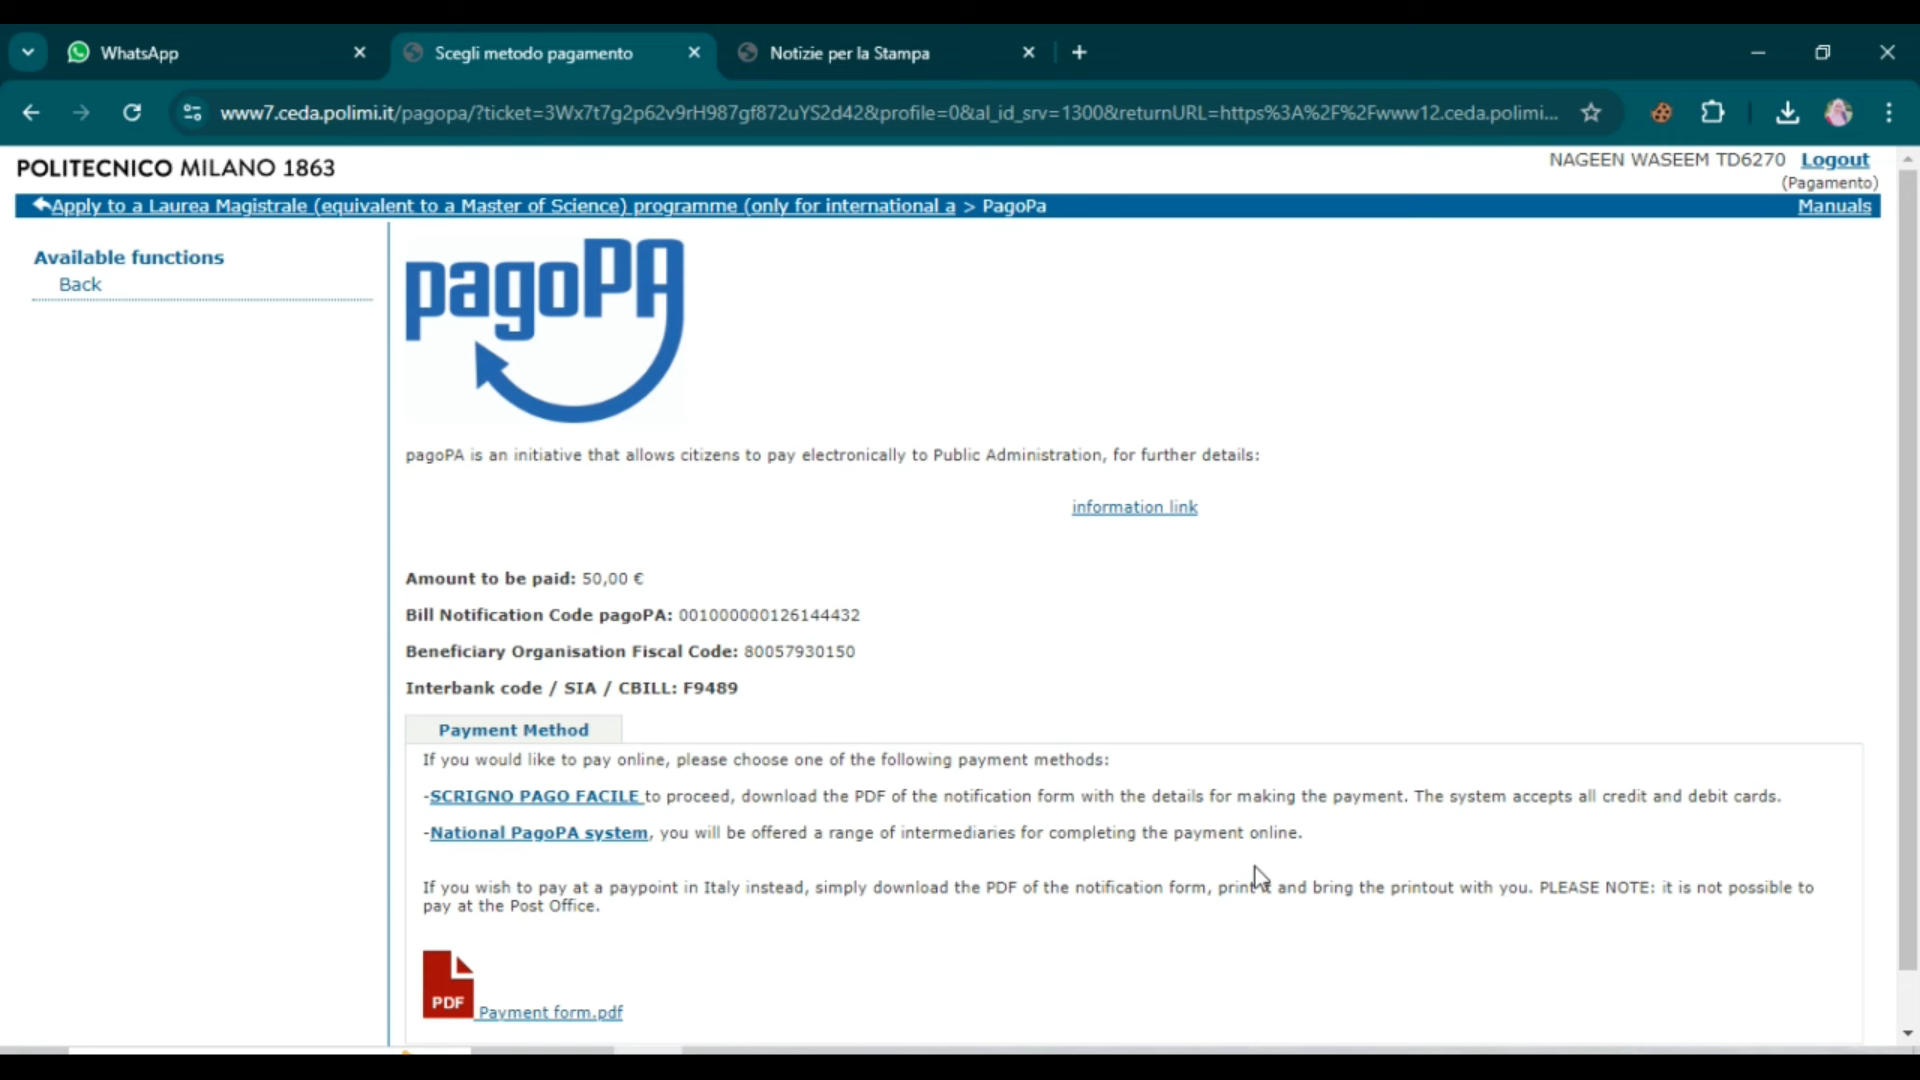 WhatsApp
Scegli metodo pagamento
Notizie per la Stampa
www7.ceda.polimi.it/pagopa/?ticket=3Wx7t7g2p62v9rH987gf872uYS2d42&profile=0&al_id_srv=1300&returnURL=https%3A%2F%2Fwww12.ceda.polimi...
POLITECNICO MILANO 1863
NAGEEN WASEEM TD6270 Logout
(Pagamento)
Apply to a Laurea Magistrale (equivalent to a Master of Science) programme (only for international a > PagoPa
Manuals
Available functions
Back
pagoPA
pagoPA is an initiative that allows citizens to pay electronically to Public Administration, for further details:
information link
Amount to be paid: 50,00 €
Bill Notification Code pagoPA: 001000000126144432
Beneficiary Organisation Fiscal Code: 80057930150
Interbank code / SIA / CBILL: F9489
Payment Method
If you would like to pay online, please choose one of the following payment methods:
-SCRIGNO PAGO FACILE to proceed, download the PDF of the notification form with the details for making the payment. The system accepts all credit and debit cards.
-National PagoPA system, you will be offered a range of intermediaries for completing the payment online.
If you wish to pay at a paypoint in Italy instead, simply download the PDF of the notification form, print it and bring the printout with you. PLEASE NOTE: it is not possible to
pay at the Post Office.
PDF
Payment form.pdf